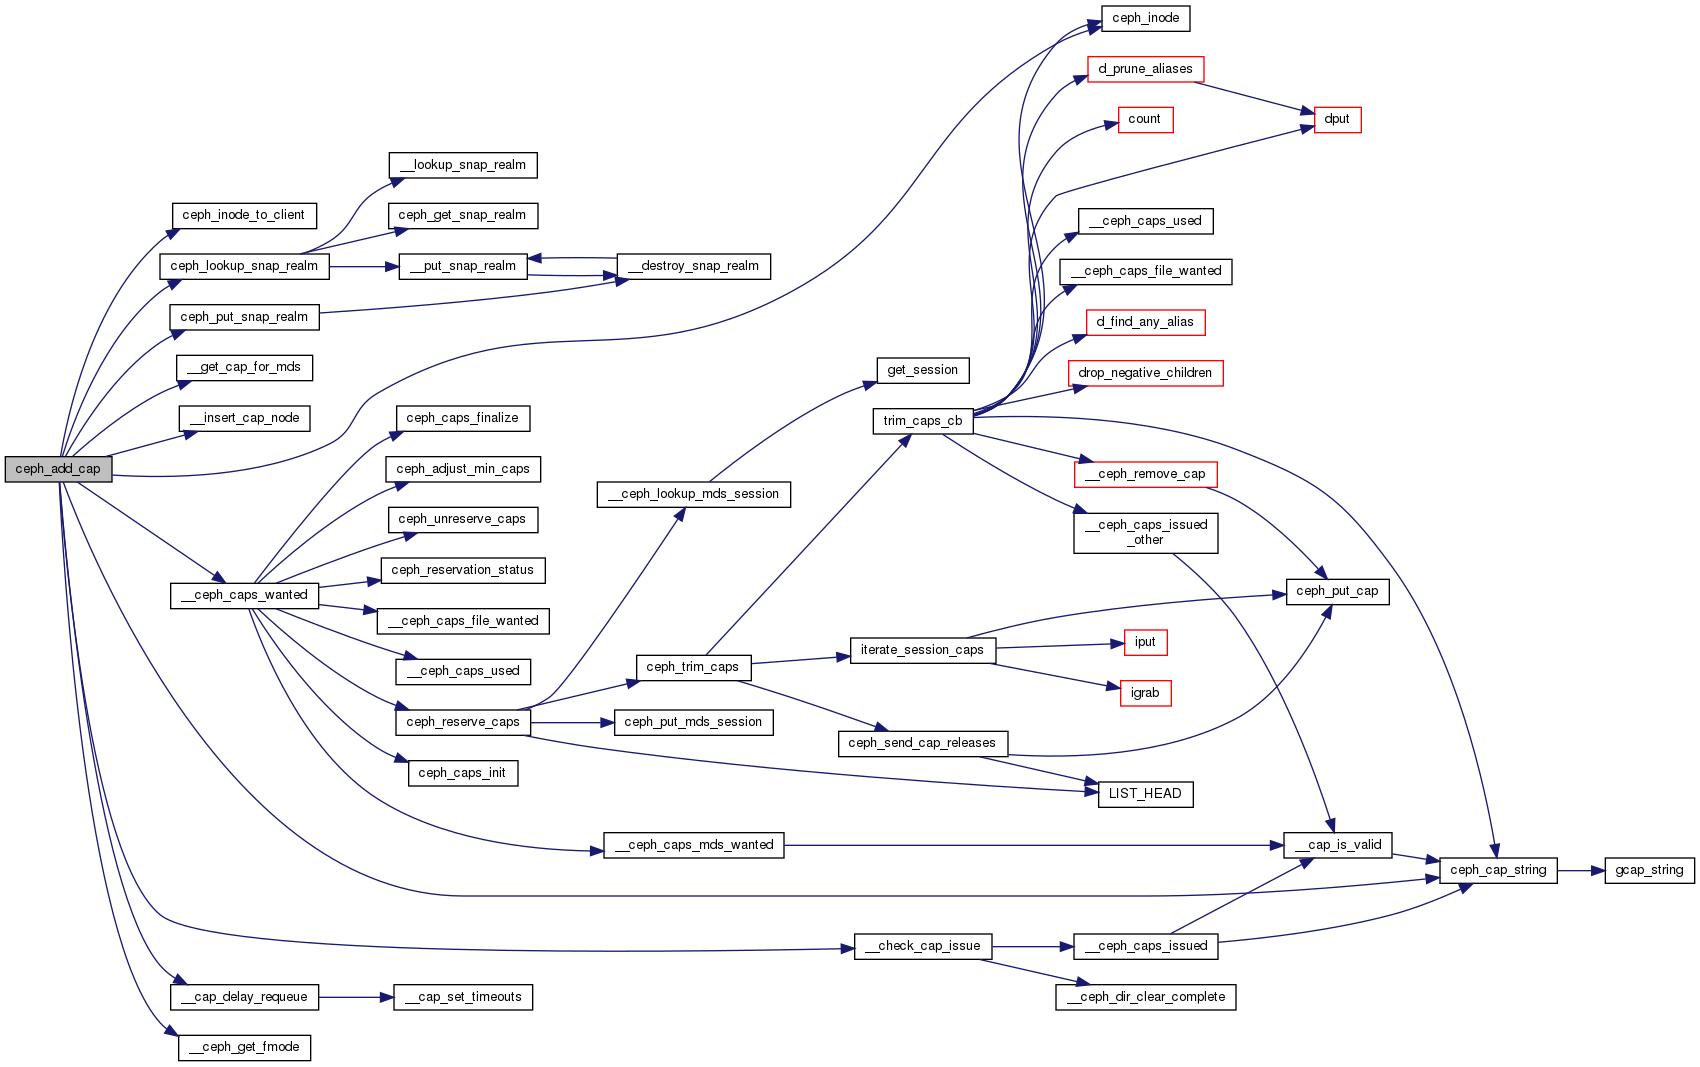 ceph_inode
d_prune_aliases
count
dput
__lookup_snap_realm
ceph_inode_to_client
ceph_get_snap_realm
__ceph_caps_used
ceph_lookup_snap_realm
__put_snap_realm
__destroy_snap_realm
__ceph_caps_file_wanted
ceph_put_snap_realm
d_find_any_alias
__get_cap_for_mds
get_session
drop_negative_children
__insert_cap_node
ceph_caps_finalize
trim_caps_cb
ceph_add_cap
ceph_adjust_min_caps
__ceph_remove_cap
__ceph_lookup_mds_session
ceph_unreserve_caps
__ceph_caps_issued
_other
ceph_reservation_status
__ceph_caps_wanted
ceph_put_cap
__ceph_caps_file_wanted
iterate_session_caps
iput
__ceph_caps_used
ceph_trim_caps
igrab
ceph_reserve_caps
ceph_put_mds_session
ceph_send_cap_releases
ceph_caps_init
LIST_HEAD
__ceph_caps_mds_wanted
__cap_is_valid
ceph_cap_string
gcap_string
__check_cap_issue
__ceph_caps_issued
__cap_delay_requeue
__cap_set_timeouts
__ceph_dir_clear_complete
__ceph_get_fmode